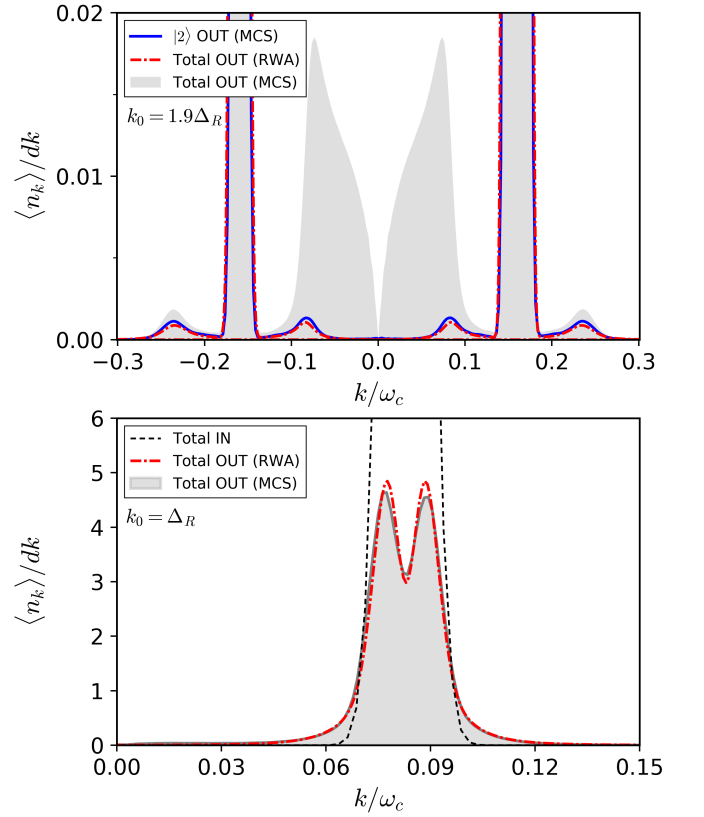 0.02
0.01
0.00
⟨n_k⟩/dk
|2⟩ OUT (MCS)
Total OUT (RWA)
Total OUT (MCS)
k_0 = 1.9Δ_R
−0.3 −0.2 −0.1 0.0 0.1 0.2 0.3
k/ω_c
6
5
4
3
2
1
0
⟨n_k⟩/dk
Total IN
Total OUT (RWA)
Total OUT (MCS)
k_0 = Δ_R
0.00 0.03 0.06 0.09 0.12 0.15
k/ω_c